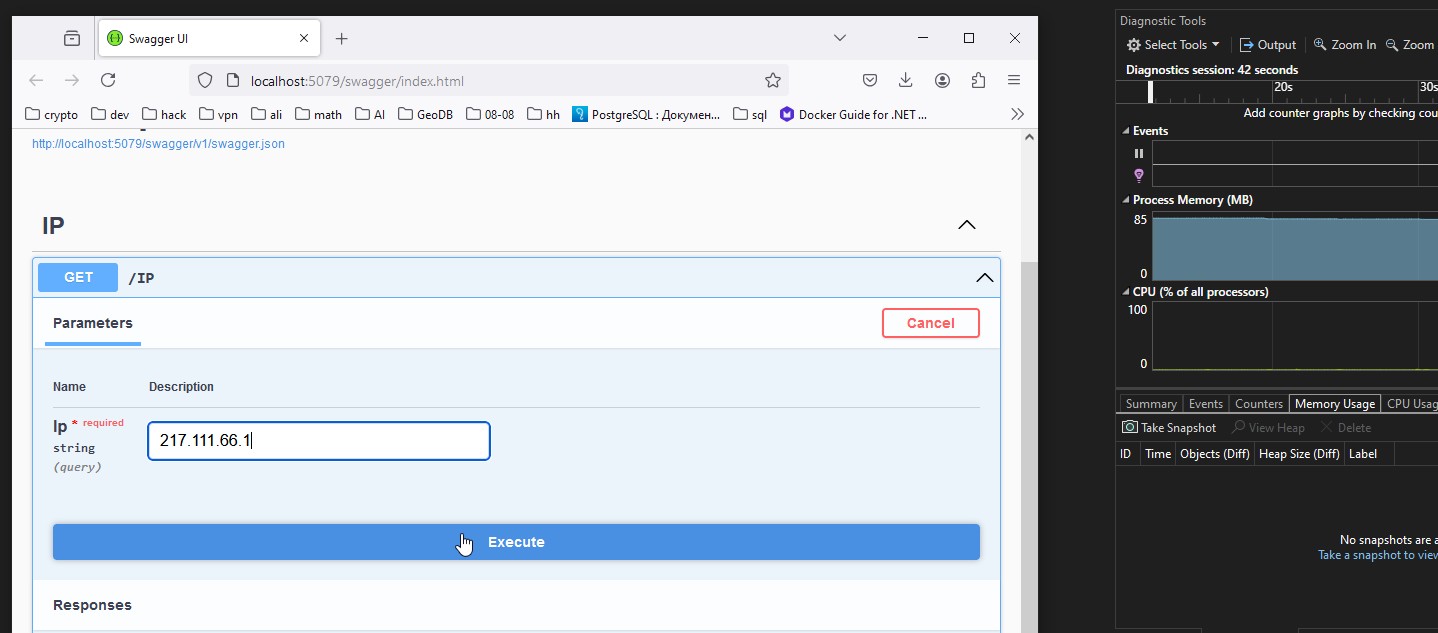 Swagger UI
localhost:5079/swagger/index.html
crypto dev hack vpn ali math AI GeoDB 08-08 hh PostgreSQL : Докумен... sql Docker Guide for .NET ...
http://localhost:5079/swagger/v1/swagger.json
IP
GET /IP
Parameters Cancel
Name Description
Ip * required
string
(query)
217.111.66.1
Execute
Responses
Diagnostic Tools
Select Tools Output Zoom In Zoom
Diagnostics session: 42 seconds
20s 30s
Add counter graphs by checking cou
Events
Process Memory (MB)
85
0
CPU (% of all processors)
100
0
Summary Events Counters Memory Usage CPU Usag
Take Snapshot View Heap Delete
ID Time Objects (Diff) Heap Size (Diff) Label
No snapshots are a
Take a snapshot to view